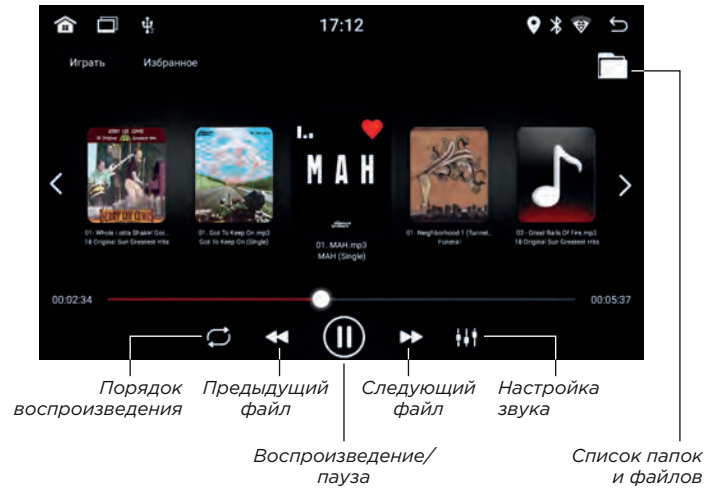 17:12
Играть Избранное
I..
МАН
01- Whole Lotta Shakin' Goi..
18 Original Sun Greatest Hits
01. Got To Keep On.mp3
Got To Keep On (Single)
01. MAH.mp3
MAH (Single)
01 Neighborhood 1 (Tunnel..
Funeral
02 - Great Balls Of Fire.mp3
18 Original Sun Greatest Hits
00:02:34
00:05:37
Порядок
воспроизведения
Предыдущий
файл
Воспроизведение/
пауза
Следующий
файл
Настройка
звука
Список папок
и файлов